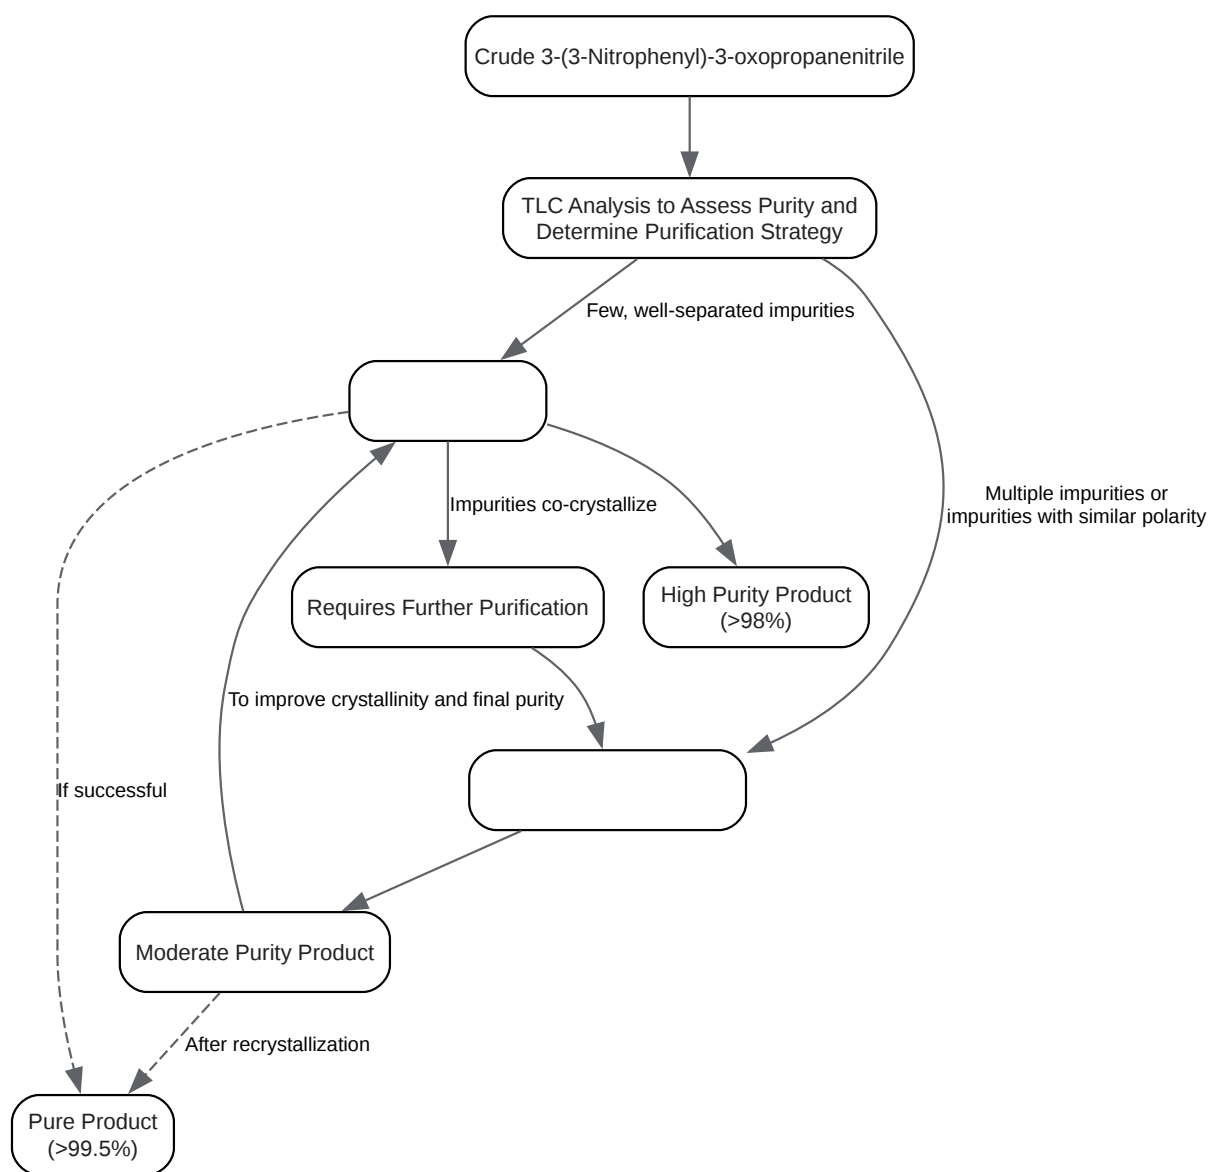 Crude 3-(3-Nitrophenyl)-3-oxopropanenitrile
TLC Analysis to Assess Purity and
Determine Purification Strategy
Few, well-separated impurities
Multiple impurities or
impurities with similar polarity
Impurities co-crystallize
Requires Further Purification
High Purity Product
(>98%)
To improve crystallinity and final purity
If successful
Moderate Purity Product
After recrystallization
Pure Product
(>99.5%)